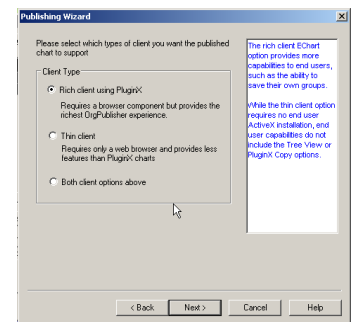 Publishing Wizard
Please select which types of client you want the published
chart to support
Client Type
Rich client using PluginX
Requires a browser component but provides the
richest OrgPublisher experience.
Thin client
Requires only a web browser and provides less
features than PluginX charts
Both client options above
The rich client EChart
option provides more
capabilities to end users,
such as the ability to
save their own groups.
While the thin client option
requires no end user
ActiveX installation, end
user capabilities do not
include the Tree View or
PluginX Copy options.
< Back
Next >
Cancel
Help